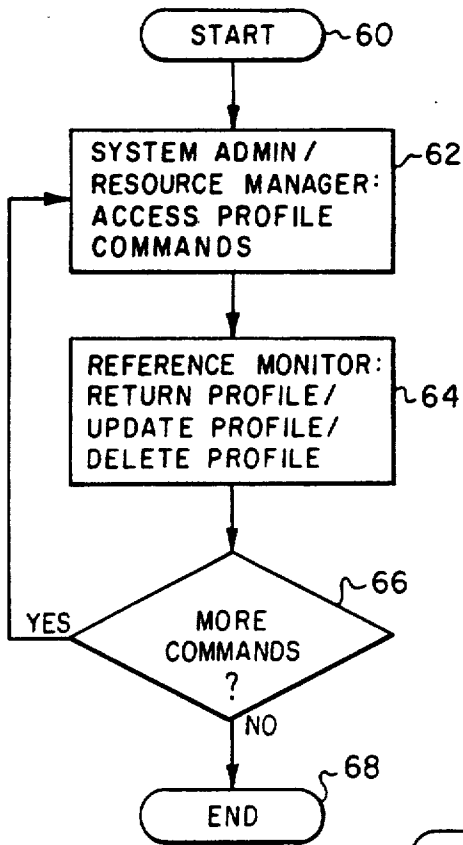 START 60
SYSTEM ADMIN/ 62
RESOURCE MANAGER:
ACCESS PROFILE
COMMANDS
REFERENCE MONITOR:
RETURN PROFILE/ 64
UPDATE PROFILE/
DELETE PROFILE
66
YES
MORE
COMMANDS
?
NO
68
END